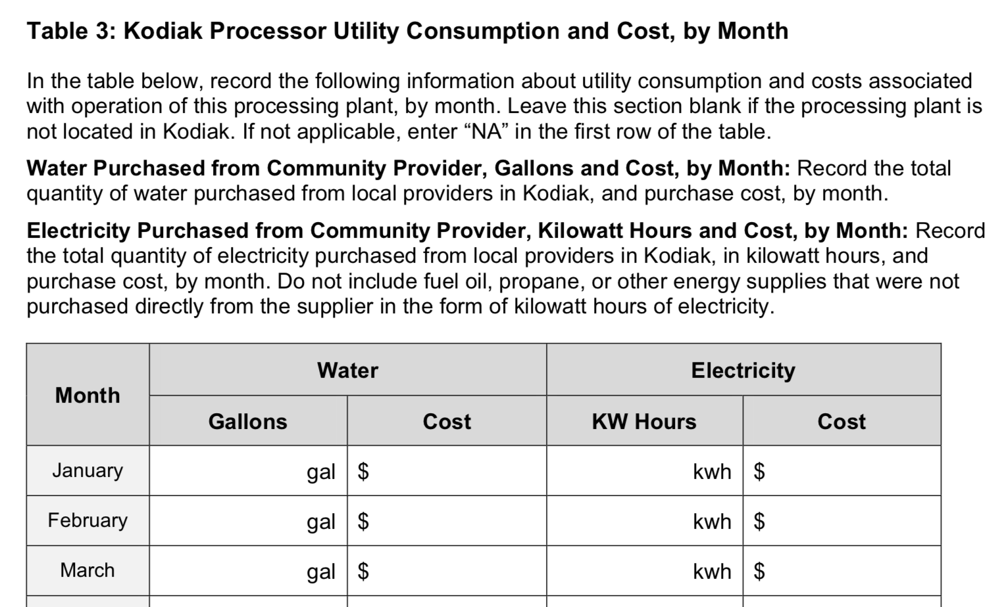 Table 3: Kodiak Processor Utility Consumption and Cost, by Month
In the table below, record the following information about utility consumption and costs associated
with operation of this processing plant, by month. Leave this section blank if the processing plant is
not located in Kodiak. If not applicable, enter “NA” in the first row of the table.
Water Purchased from Community Provider, Gallons and Cost, by Month: Record the total
quantity of water purchased from local providers in Kodiak, and purchase cost, by month.
Electricity Purchased from Community Provider, Kilowatt Hours and Cost, by Month: Record
the total quantity of electricity purchased from local providers in Kodiak, in kilowatt hours, and
purchase cost, by month. Do not include fuel oil, propane, or other energy supplies that were not
purchased directly from the supplier in the form of kilowatt hours of electricity.
Month Water Electricity
Gallons Cost KW Hours Cost
January gal $ kwh $
February gal $ kwh $
March gal $ kwh $